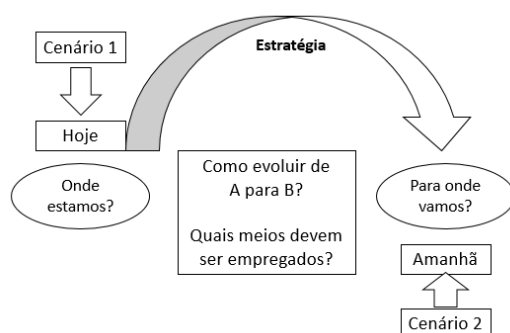 Cenário 1
Estratégia
Hoje
Onde
estamos?
Como evoluir de
A para B?
Quais meios devem
ser empregados?
Para onde
vamos?
Amanhã
Cenário 2